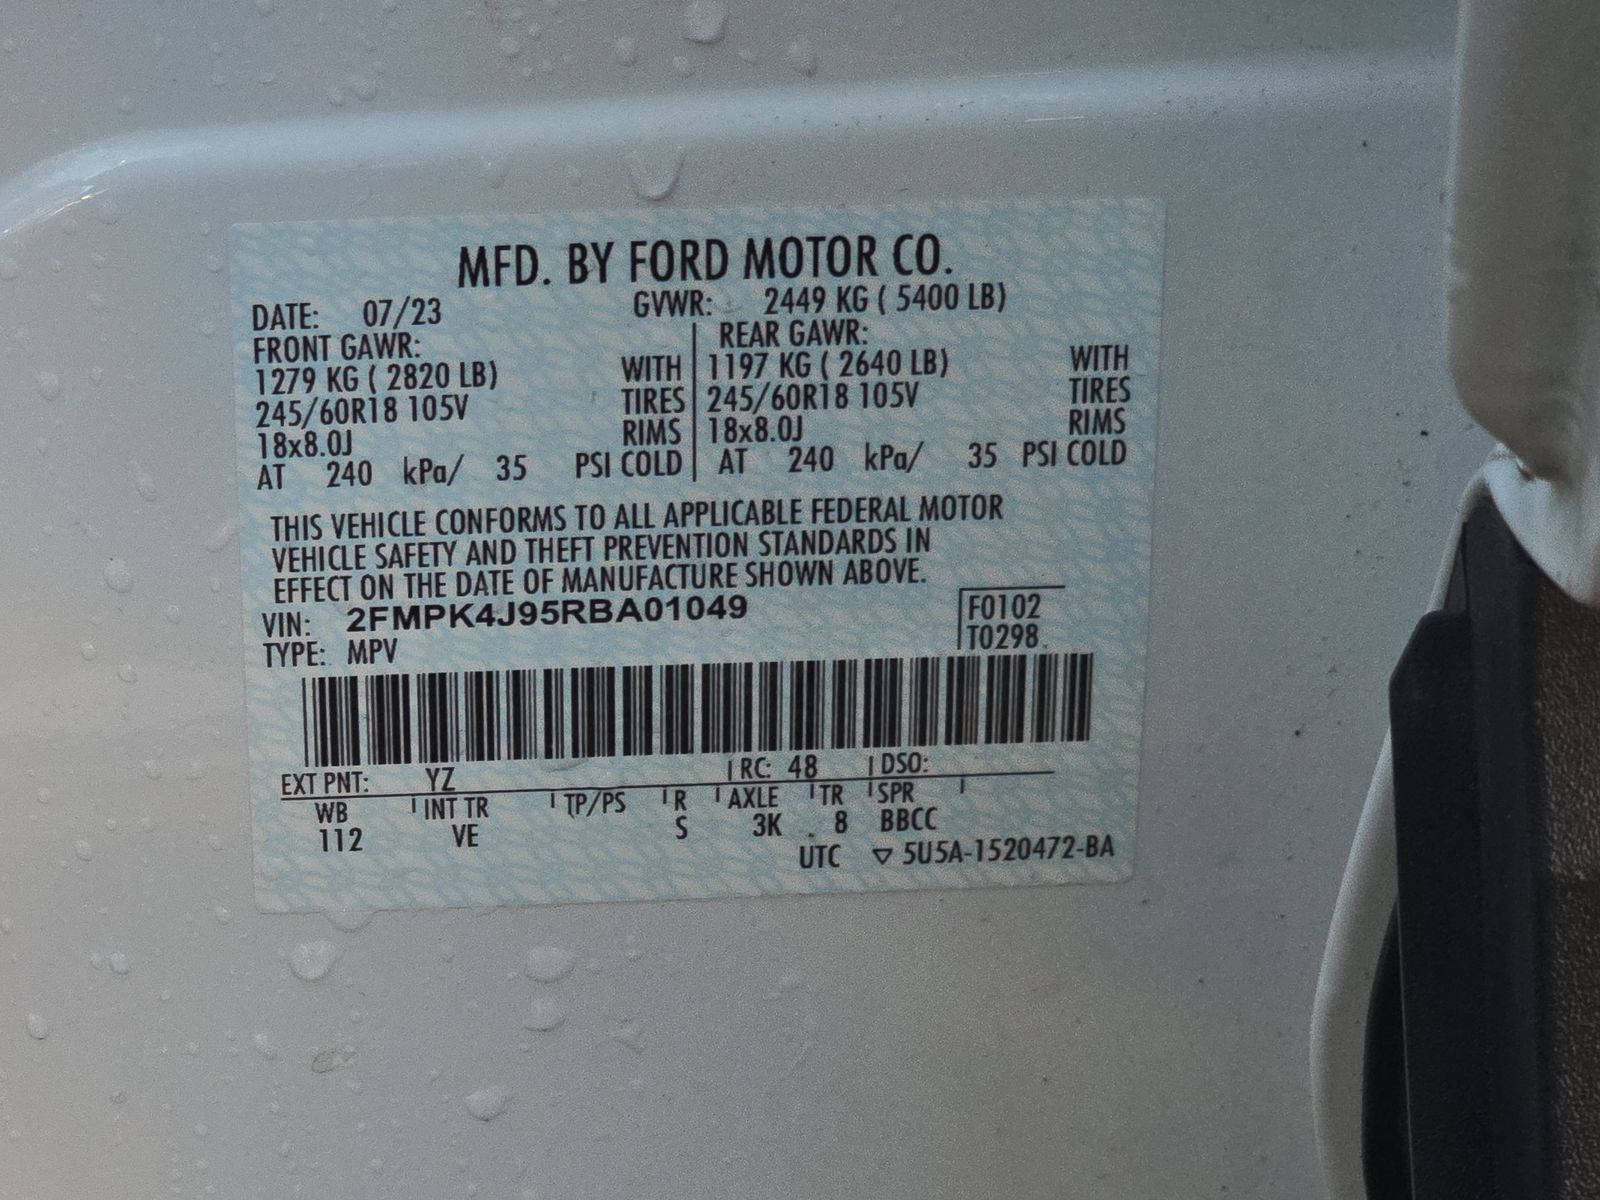 MFD. BY FORD MOTOR CO.
DATE: 07/23 GVWR: 2449 KG ( 5400 LB)
FRONT GAWR: REAR GAWR:
1279 KG ( 2820 LB) WITH 1197 KG ( 2640 LB) WITH
245/60R18 105V TIRES 245/60R18 105V TIRES
18x8.0J RIMS 18x8.0J RIMS
AT 240 kPa/ 35 PSI COLD AT 240 kPa/ 35 PSI COLD
THIS VEHICLE CONFORMS TO ALL APPLICABLE FEDERAL MOTOR
VEHICLE SAFETY AND THEFT PREVENTION STANDARDS IN
EFFECT ON THE DATE OF MANUFACTURE SHOWN ABOVE.
VIN: 2FMPK4J95RBA01049 F0102
TYPE: MPV T0298
EXT PNT: YZ RC: 48 DSO:
WB INT TR TP/PS R AXLE TR SPR
112 VE S 3K 8 BBCC
UTC ▽ 5U5A-1520472-BA